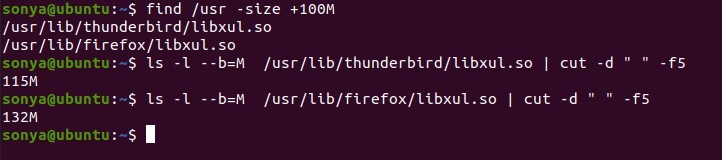 sonya@ubuntu:~$ find /usr -size +100M
/usr/lib/thunderbird/libxul.so
/usr/lib/firefox/libxul.so
sonya@ubuntu:~$ ls -l --b=M  /usr/lib/thunderbird/libxul.so | cut -d " " -f5
115M
sonya@ubuntu:~$ ls -l --b=M  /usr/lib/firefox/libxul.so | cut -d " " -f5
132M
sonya@ubuntu:~$